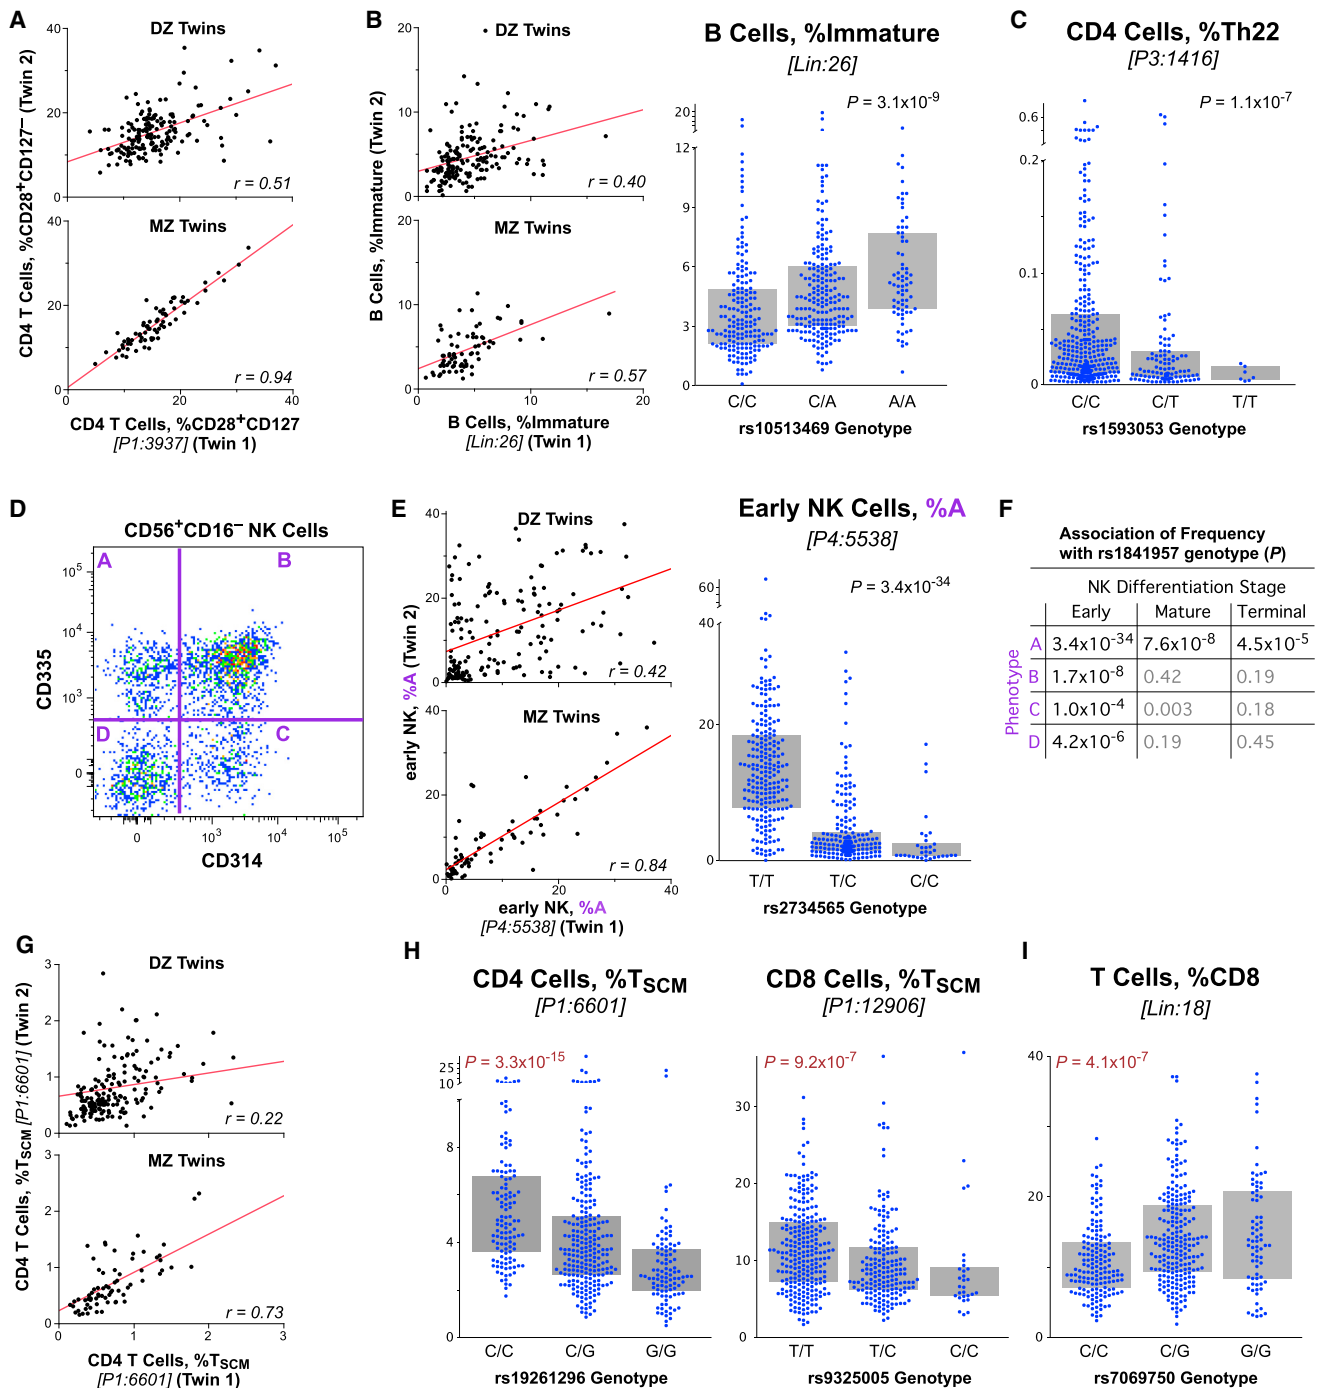 A
DZ Twins
40
20
0
r = 0.51
MZ Twins
40
20
0
r = 0.94
0
20
40
CD4 T Cells, %CD28+CD127– (Twin 2)
CD4 T Cells, %CD28+CD127
[P1:3937] (Twin 1)
B
DZ Twins
20
10
0
r = 0.40
MZ Twins
20
10
0
r = 0.57
0
10
20
B Cells, %Immature (Twin 2)
B Cells, %Immature
[Lin:26] (Twin 1)
B Cells, %Immature
[Lin:26]
P = 3.1x10-9
20
12
9
6
3
0
C/C C/A A/A
rs10513469 Genotype
C
CD4 Cells, %Th22
[P3:1416]
P = 1.1x10-7
0.6
0.2
0.1
0
C/C C/T T/T
rs1593053 Genotype
D
CD56+CD16– NK Cells
A B
D C
105
104
103
0
CD335
0 103 104 105
CD314
E
DZ Twins
40
20
0
r = 0.42
MZ Twins
40
20
0
r = 0.84
0 20 40
early NK, %A (Twin 2)
early NK, %A
[P4:5538] (Twin 1)
Early NK Cells, %A
[P4:5538]
P = 3.4x10-34
60
40
20
0
T/T T/C C/C
rs2734565 Genotype
F
Association of Frequency
with rs1841957 genotype (P)
NK Differentiation Stage
Early Mature Terminal
Phenotype
A 3.4x10-34 7.6x10-8 4.5x10-5
B 1.7x10-8 0.42 0.19
C 1.0x10-4 0.003 0.18
D 4.2x10-6 0.19 0.45
G
DZ Twins
3
2
1
0
r = 0.22
MZ Twins
3
2
1
0
r = 0.73
0 1 2 3
CD4 T Cells, %TSCM [P1:6601] (Twin 2)
CD4 T Cells, %TSCM
[P1:6601] (Twin 1)
H
CD4 Cells, %TSCM
[P1:6601]
P = 3.3x10-15
25
10
8
4
0
C/C C/G G/G
rs19261296 Genotype
CD8 Cells, %TSCM
[P1:12906]
P = 9.2x10-7
30
20
10
0
T/T T/C C/C
rs9325005 Genotype
I
T Cells, %CD8
[Lin:18]
P = 4.1x10-7
40
20
0
C/C C/G G/G
rs7069750 Genotype